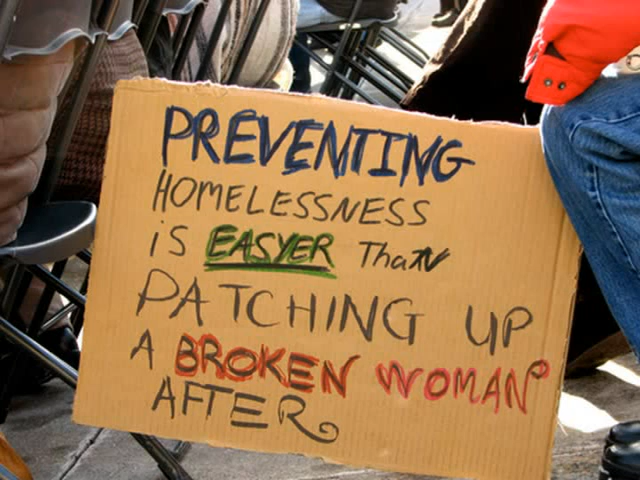 PREVENTING
HOMELESSNESS
iS EASYER ThaN
PATCHING UP
A BROKEN WOMAN
AFTER